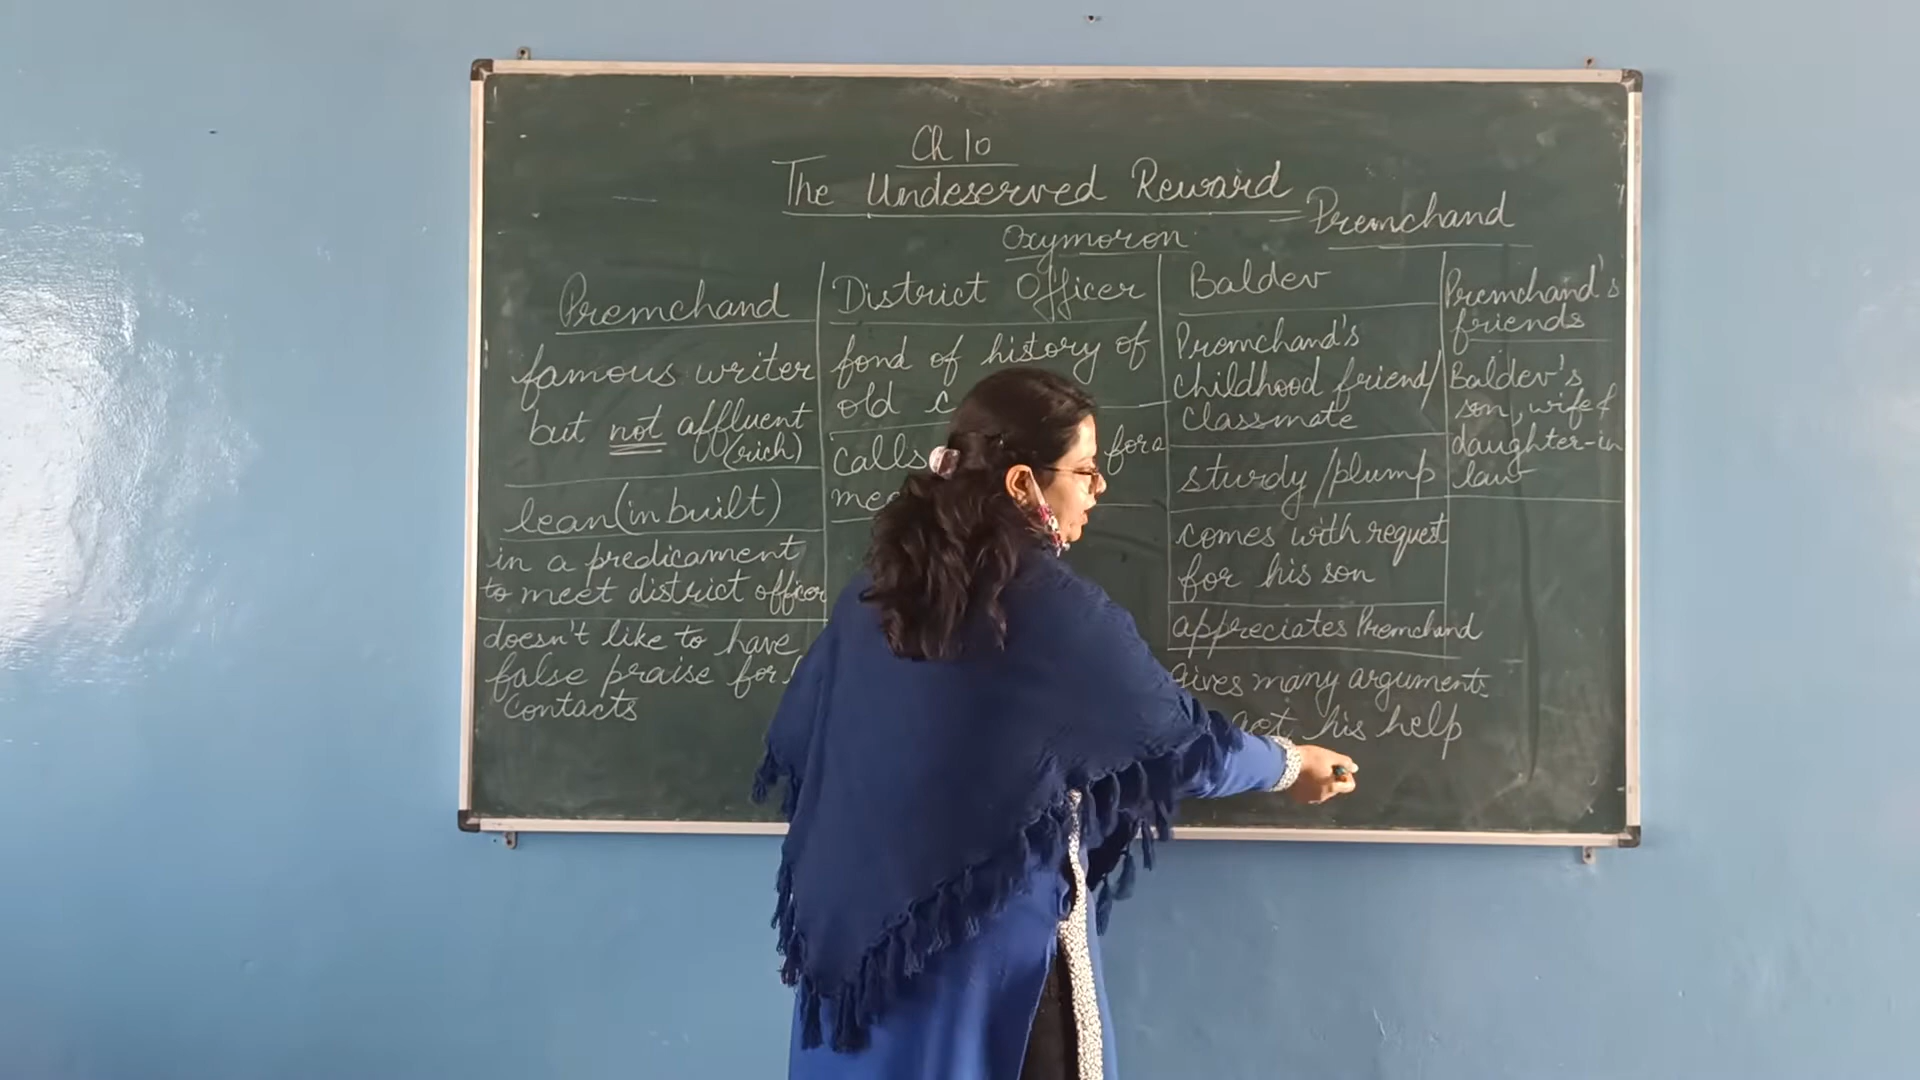 Ch 10
The Undeserved Reward
Premchand
Oxymoron
Premchand
famous writer
but not affluent
(rich)
lean (in built)
in a predicament
to meet district officer
doesn't like to have
false praise for
contacts
District Officer
fond of history of
old
calls for a
Baldev
Premchand's
childhood friend/
classmate
sturdy/plump
comes with request
for his son
appreciates Premchand
gives many arguments
get his help
Premchand's
friends
Baldev's
son, wife &
daughter-in
law